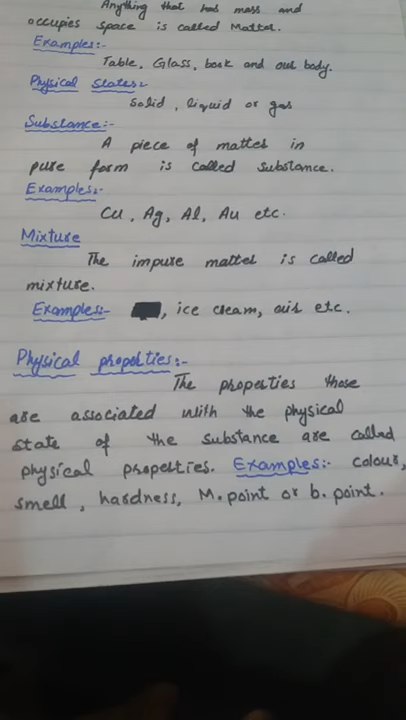 Anything that has mass and
occupies space is called Matter.
Examples:-
Table, Glass, book and our body.
Physical States:-
Solid, liquid or gas
Substance:-
A piece of matter in
pure form is called substance.
Examples:-
Cu, Ag, Al, Au etc.
Mixture
The impure matter is called
mixture.
Examples:- , ice cream, air etc.
Physical properties:-
The properties those
are associated with the physical
state of the substance are called
physical properties. Examples:- colour,
smell, hardness, M.point or b.point.